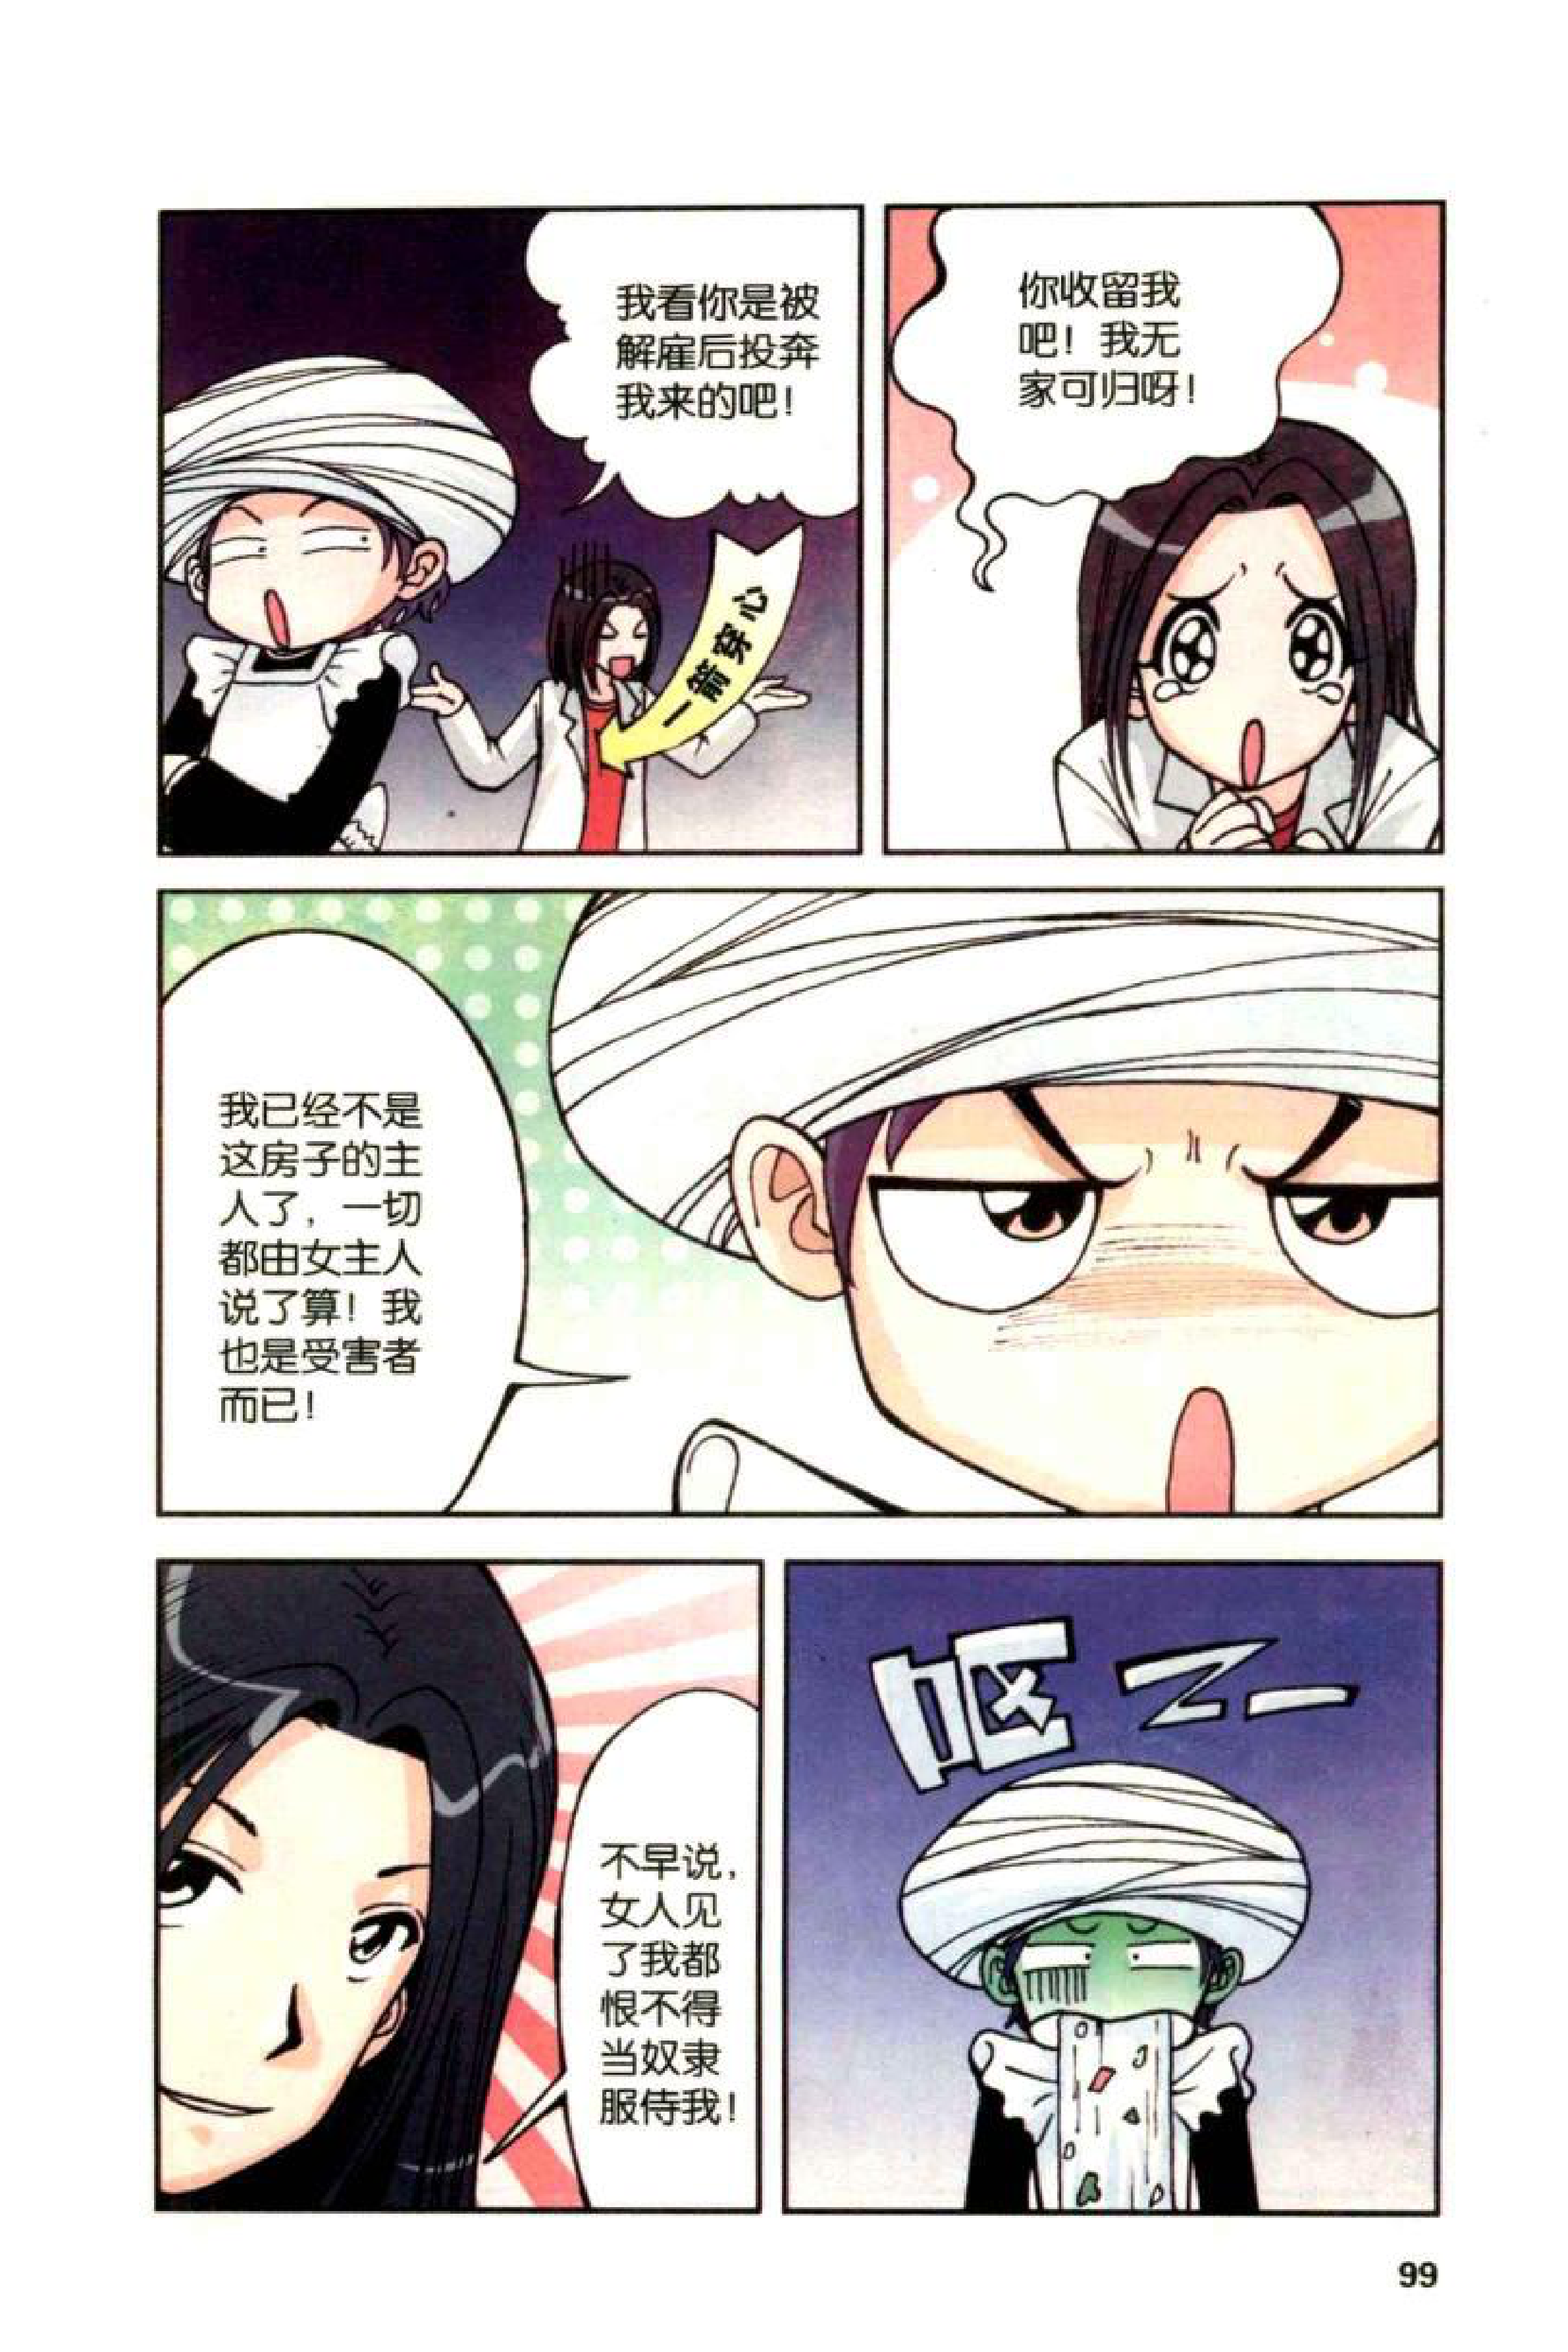 我看你是被
解雇后投奔
我来的吧！
一箭穿心
你收留我
吧！我无
家可归呀！
我已经不是
这房子的主
人了，一切
都由女主人
说了算！我
也是受害者
而已！
不早说，
女人见
了我都
恨不得
当奴隶
服侍我！
呕
99